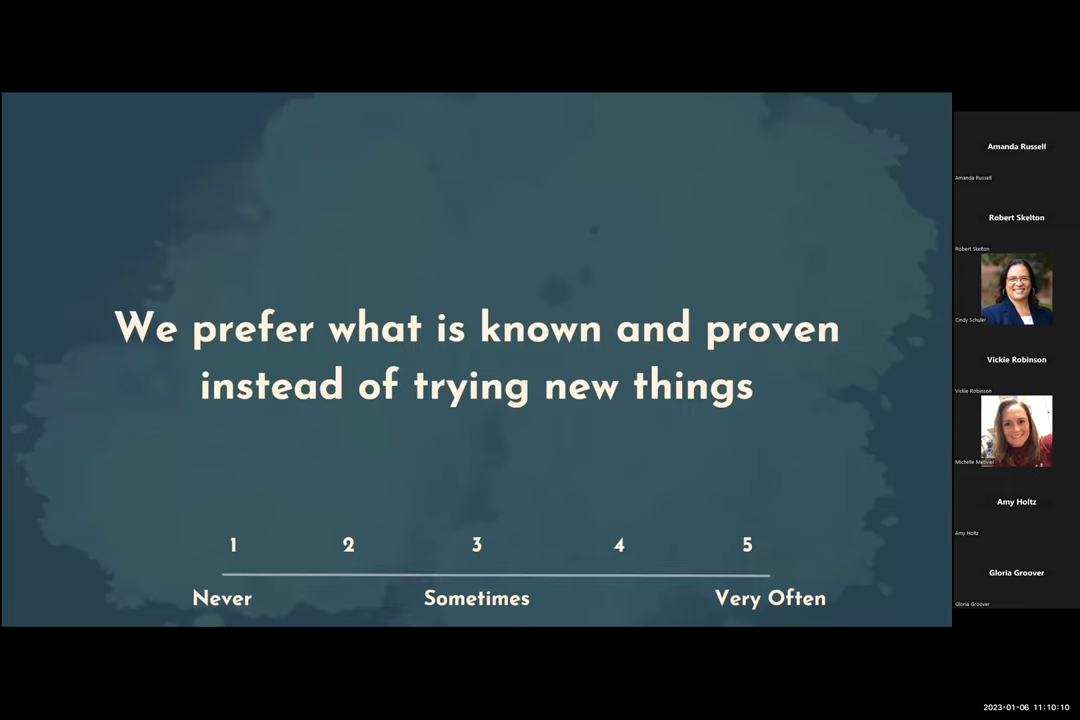 We prefer what is known and proven
instead of trying new things
1 2 3 4 5
Never Sometimes Very Often
Amanda Russell
Amanda Russell
Robert Skelton
Robert Skelton
Cindy Schuler
Vickie Robinson
Vickie Robinson
Michelle Metivier
Amy Holtz
Amy Holtz
Gloria Groover
Gloria Groover
2023-01-06 11:10:10